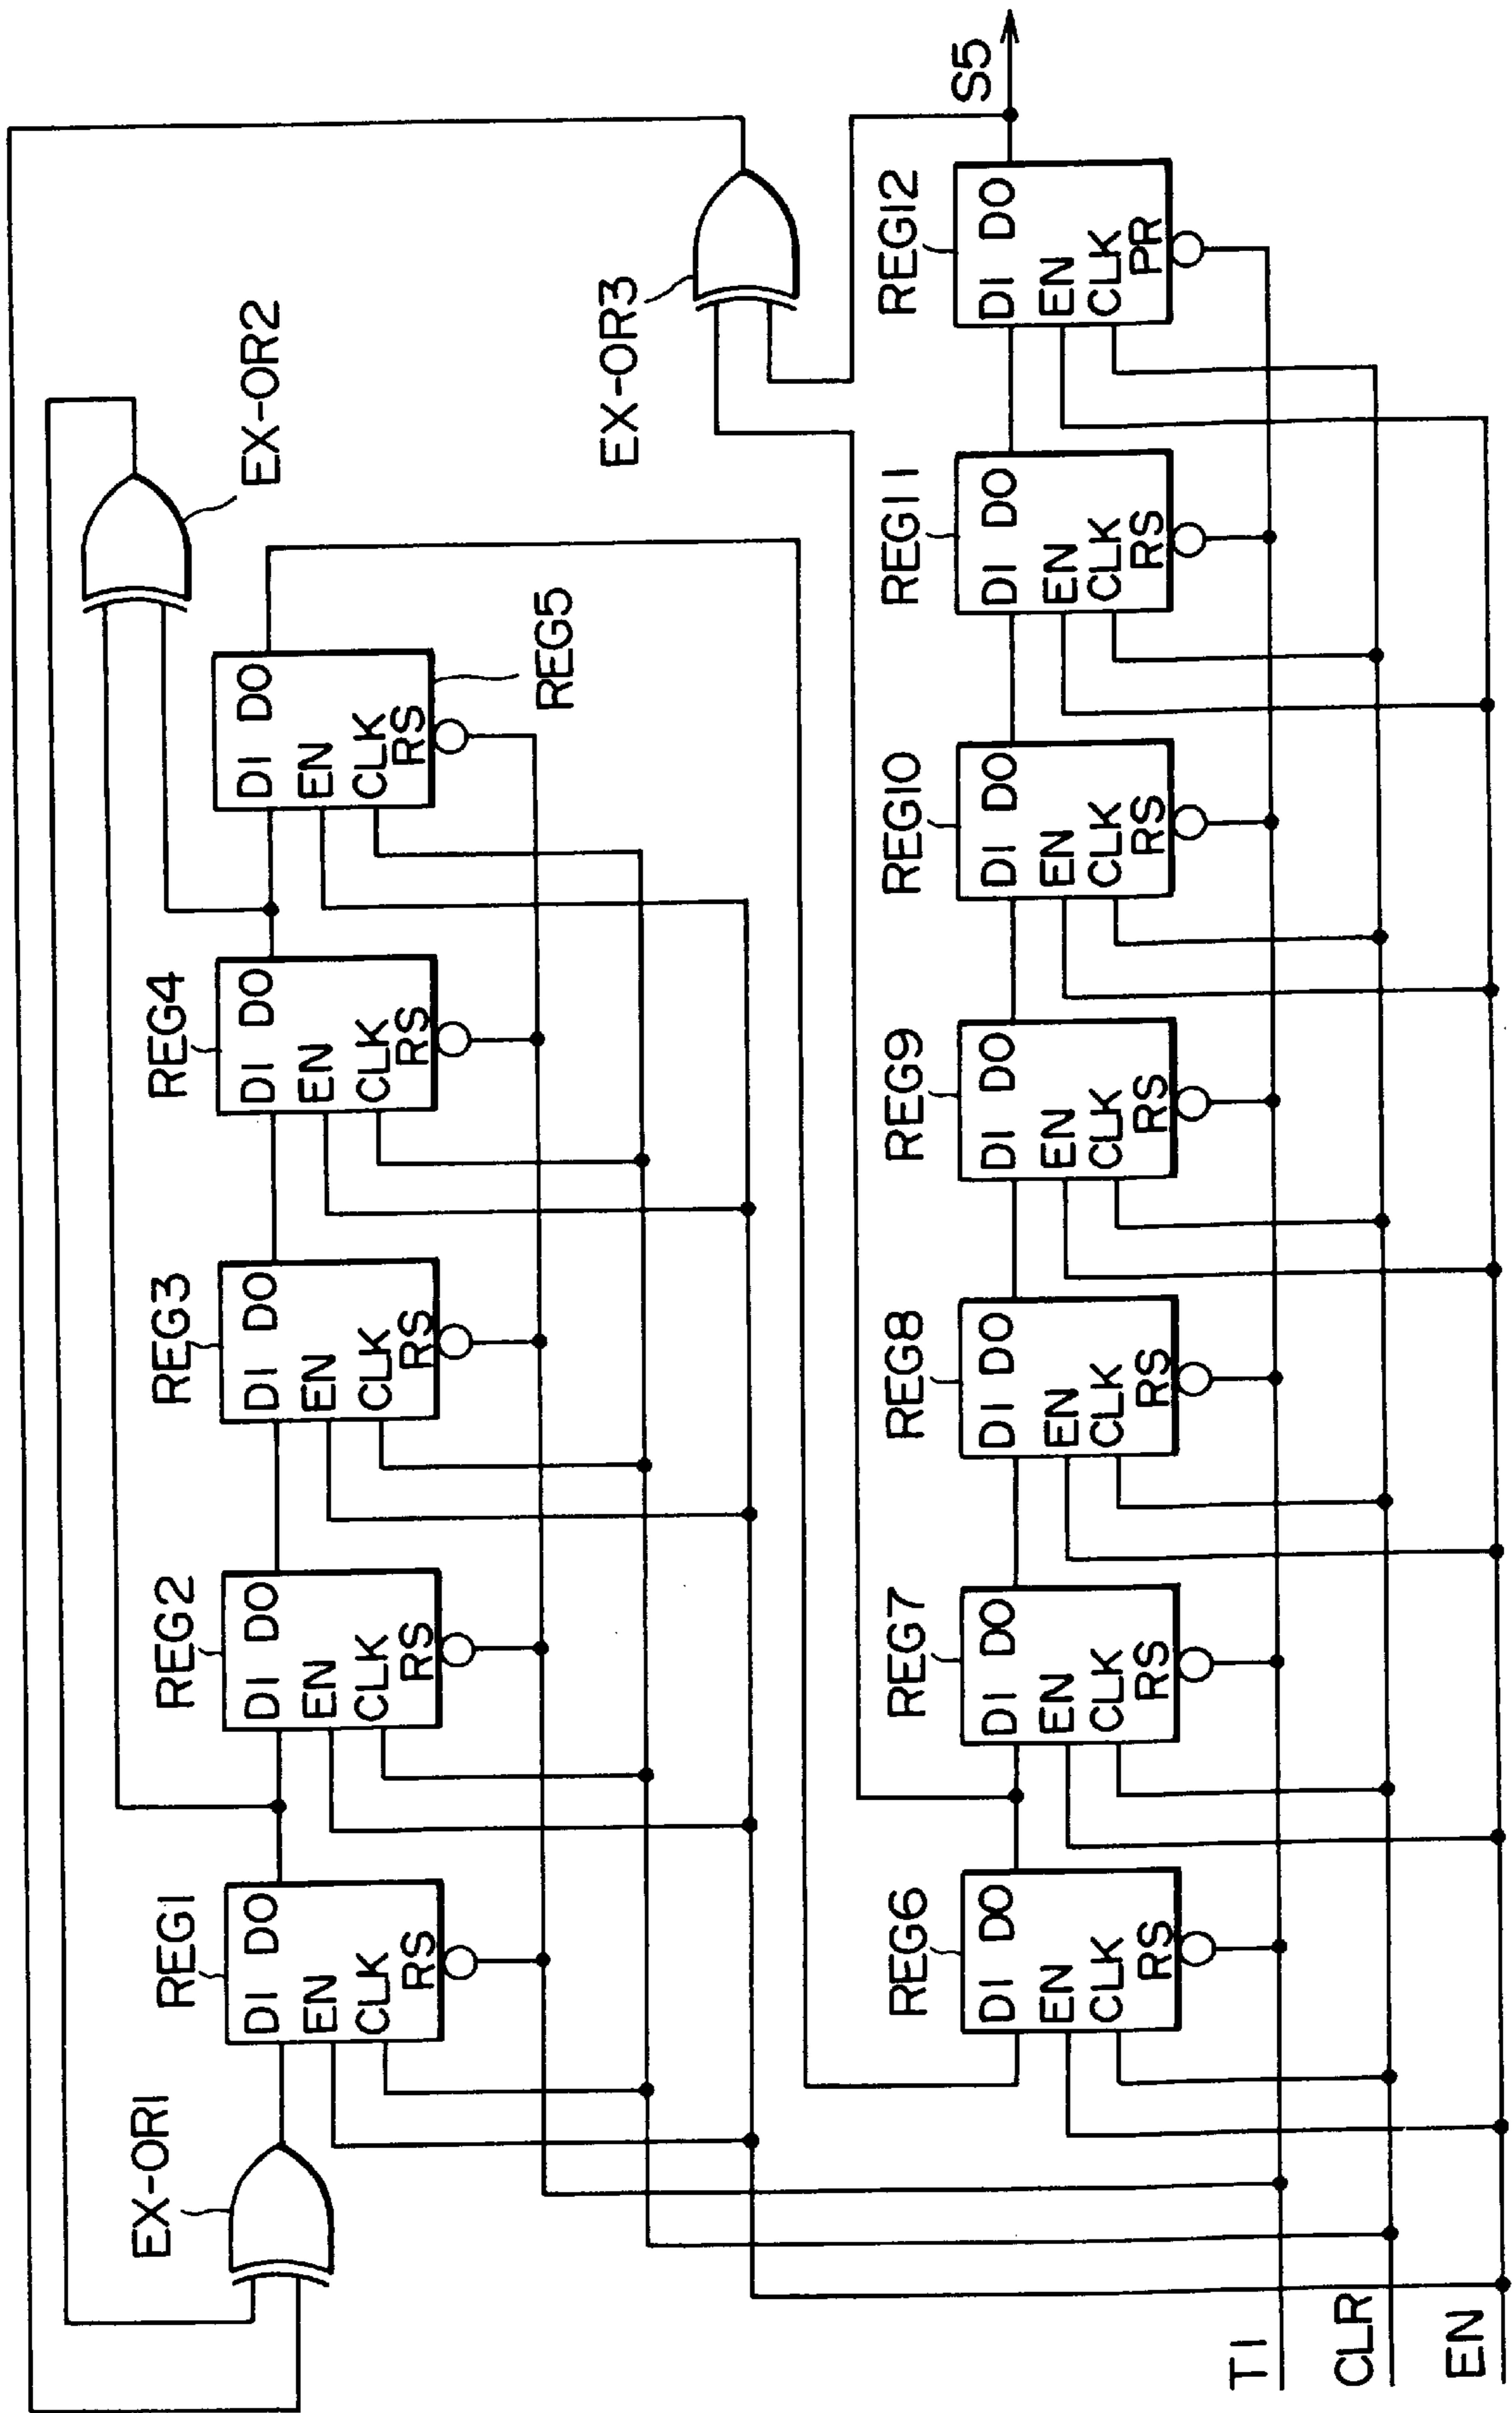 EX-OR2
EX-OR1
REG1
REG2
REG3
REG4
DI DO
EN
CLK
RS
DI DO
EN
CLK
RS
DI DO
EN
CLK
RS
DI DO
EN
CLK
RS
DI DO
EN
CLK
RS
REG5
EX-OR3
S5
REG6
REG7
REG8
REG9
REG10
REG11
REG12
DI DO
EN
CLK
RS
DI DO
EN
CLK
RS
DI DO
EN
CLK
RS
DI DO
EN
CLK
RS
DI DO
EN
CLK
RS
DI DO
EN
CLK
RS
DI DO
EN
CLK
PR
T1
CLR
EN